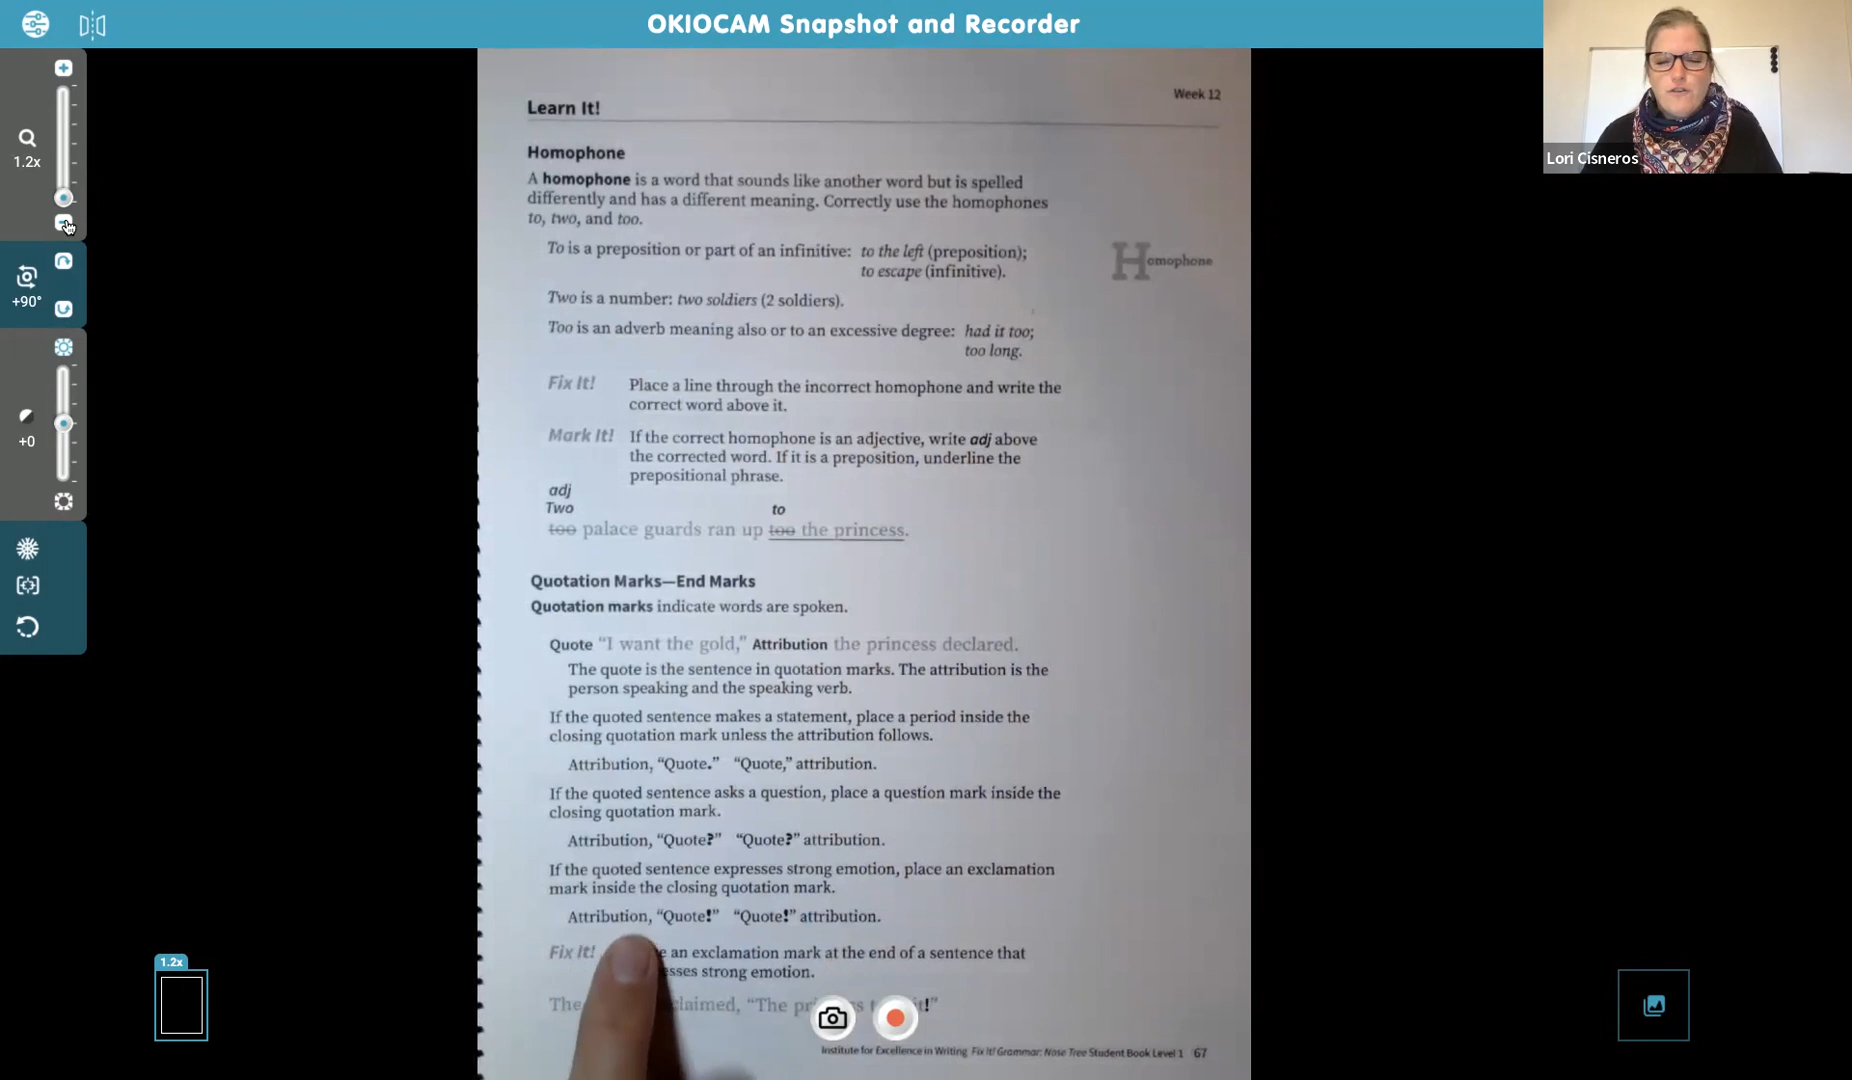 OKIOCAM Snapshot and Recorder
Lori Cisneros
1.2x
+90°
+0
1.2x
Week 12
Learn It!
Homophone
A homophone is a word that sounds like another word but is spelled
differently and has a different meaning. Correctly use the homophones
to, two, and too.
To is a preposition or part of an infinitive: to the left (preposition);
to escape (infinitive).
Homophone
Two is a number: two soldiers (2 soldiers).
Too is an adverb meaning also or to an excessive degree: had it too;
too long.
Fix It! Place a line through the incorrect homophone and write the
correct word above it.
Mark It! If the correct homophone is an adjective, write adj above
the corrected word. If it is a preposition, underline the
prepositional phrase.
adj
Two to
too palace guards ran up too the princess.
Quotation Marks—End Marks
Quotation marks indicate words are spoken.
Quote “I want the gold,” Attribution the princess declared.
The quote is the sentence in quotation marks. The attribution is the
person speaking and the speaking verb.
If the quoted sentence makes a statement, place a period inside the
closing quotation mark unless the attribution follows.
Attribution, “Quote.” “Quote,” attribution.
If the quoted sentence asks a question, place a question mark inside the
closing quotation mark.
Attribution, “Quote?” “Quote?” attribution.
If the quoted sentence expresses strong emotion, place an exclamation
mark inside the closing quotation mark.
Attribution, “Quote!” “Quote!” attribution.
Fix It! an exclamation mark at the end of a sentence that
strong emotion.
“The !”
Institute for Excellence in Writing Fix It! Grammar: Nose Tree Student Book Level 1 67